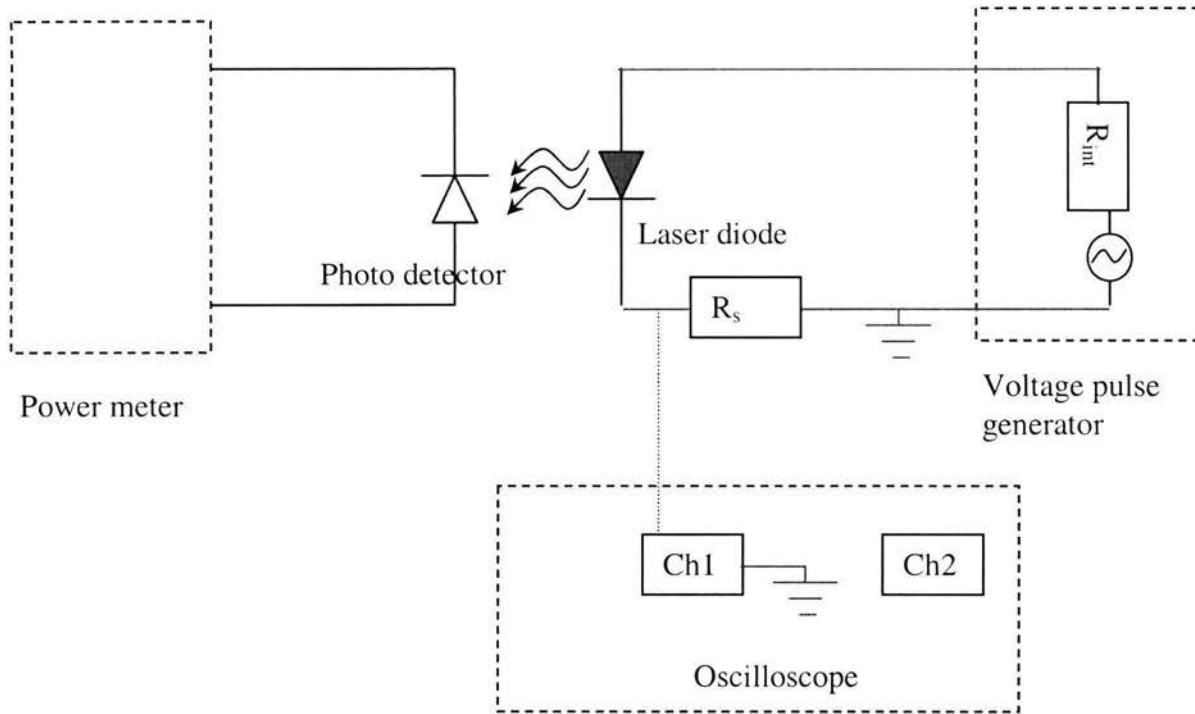 R_int
Laser diode
Photo detector
R_s
Power meter
Voltage pulse
generator
Ch1
Ch2
Oscilloscope